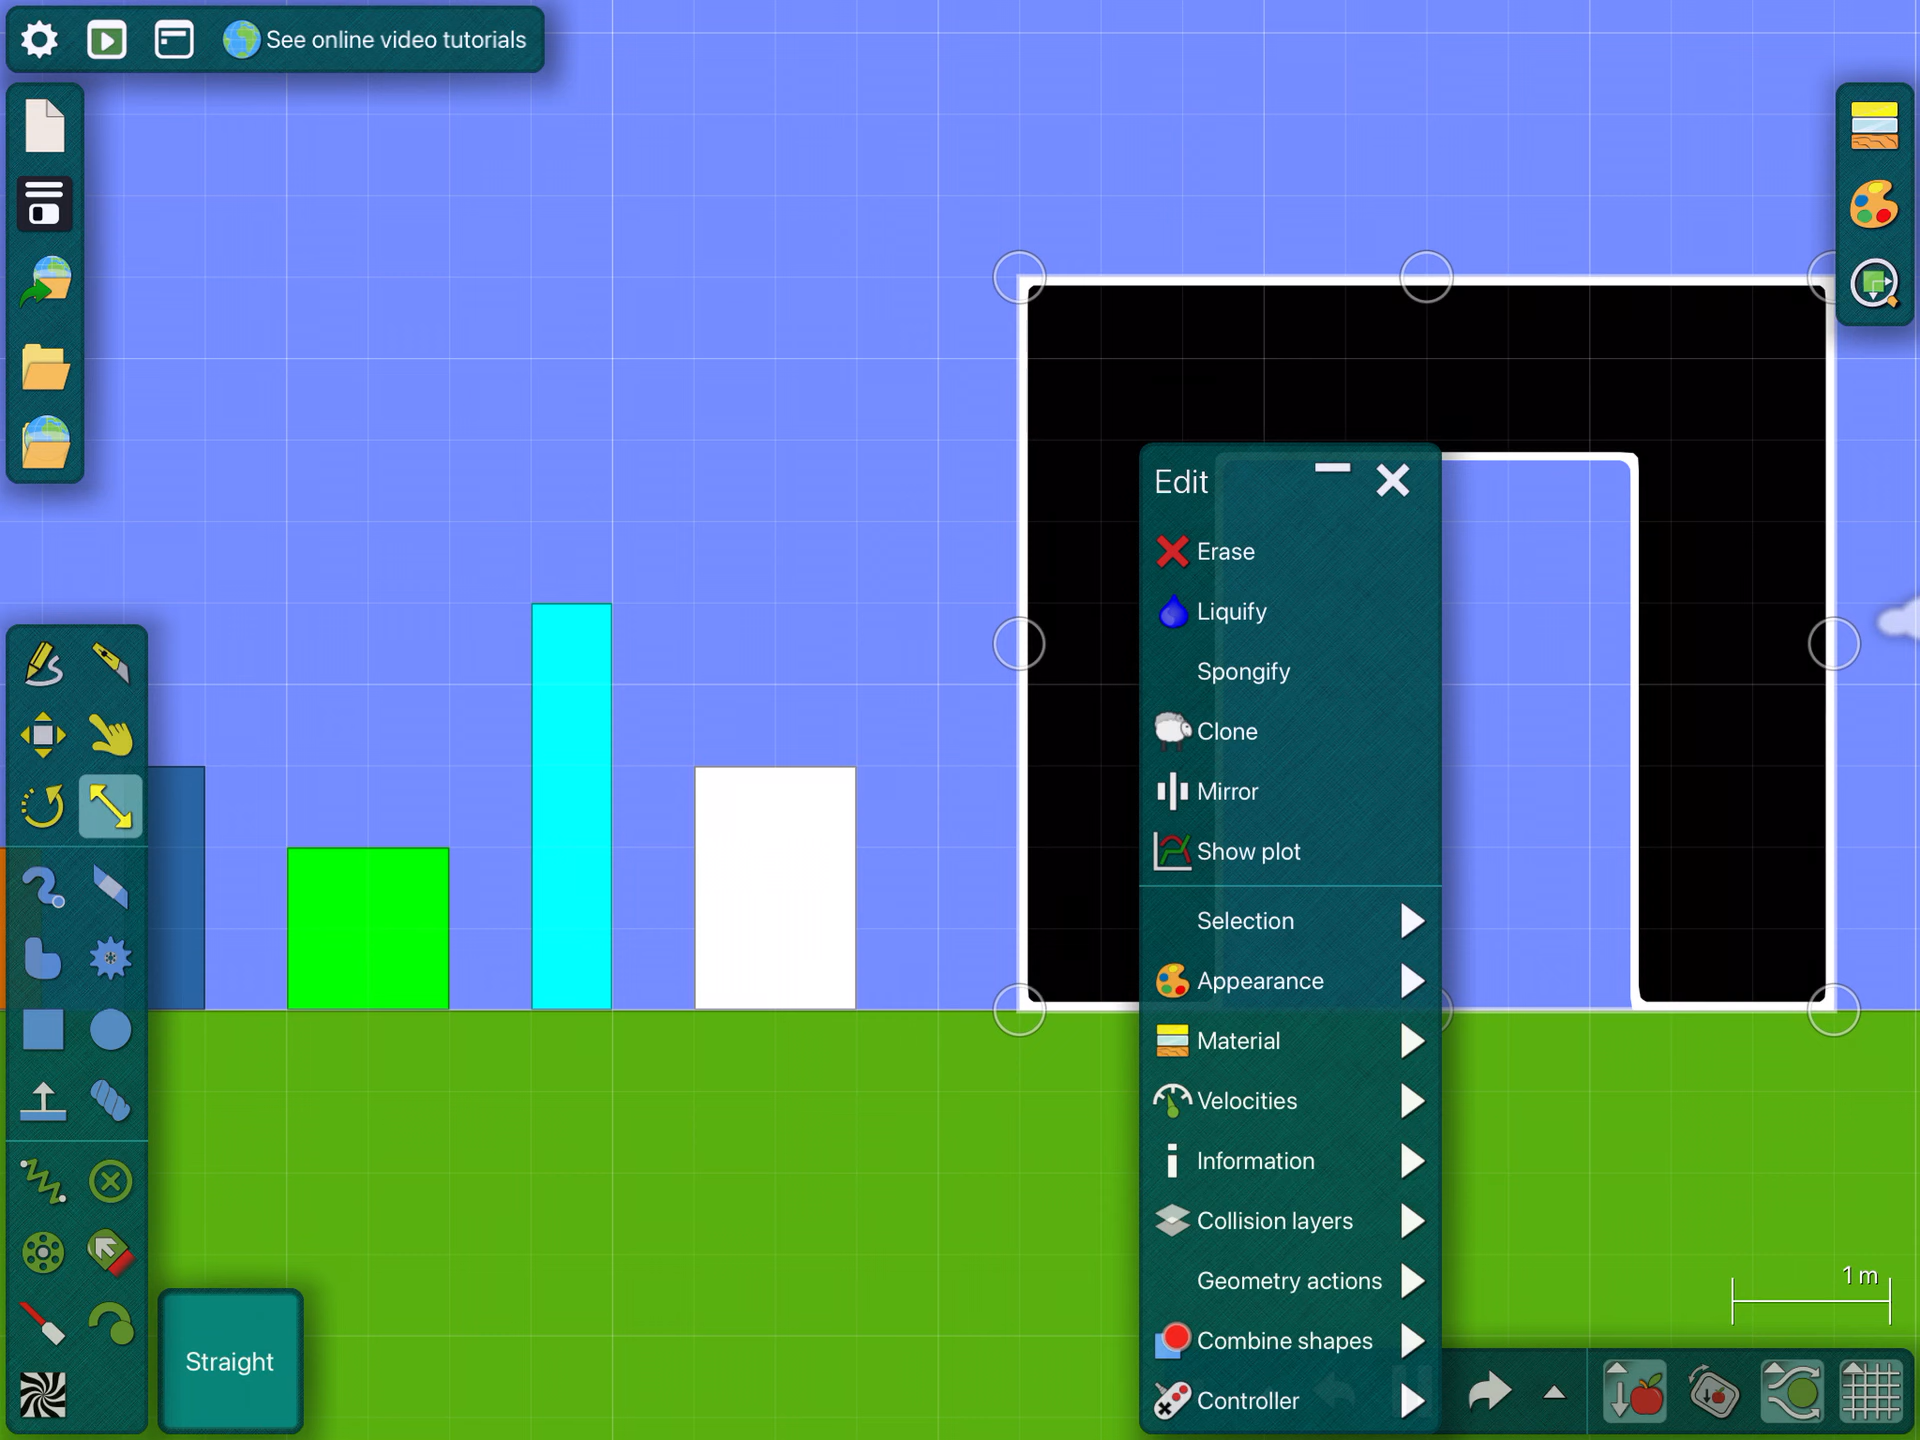 See online video tutorials
Edit
Erase
Liquify
Spongify
Clone
Mirror
Show plot
Selection
Appearance
Material
Velocities
Information
Collision layers
Geometry actions
Combine shapes
Controller
1 m
Straight